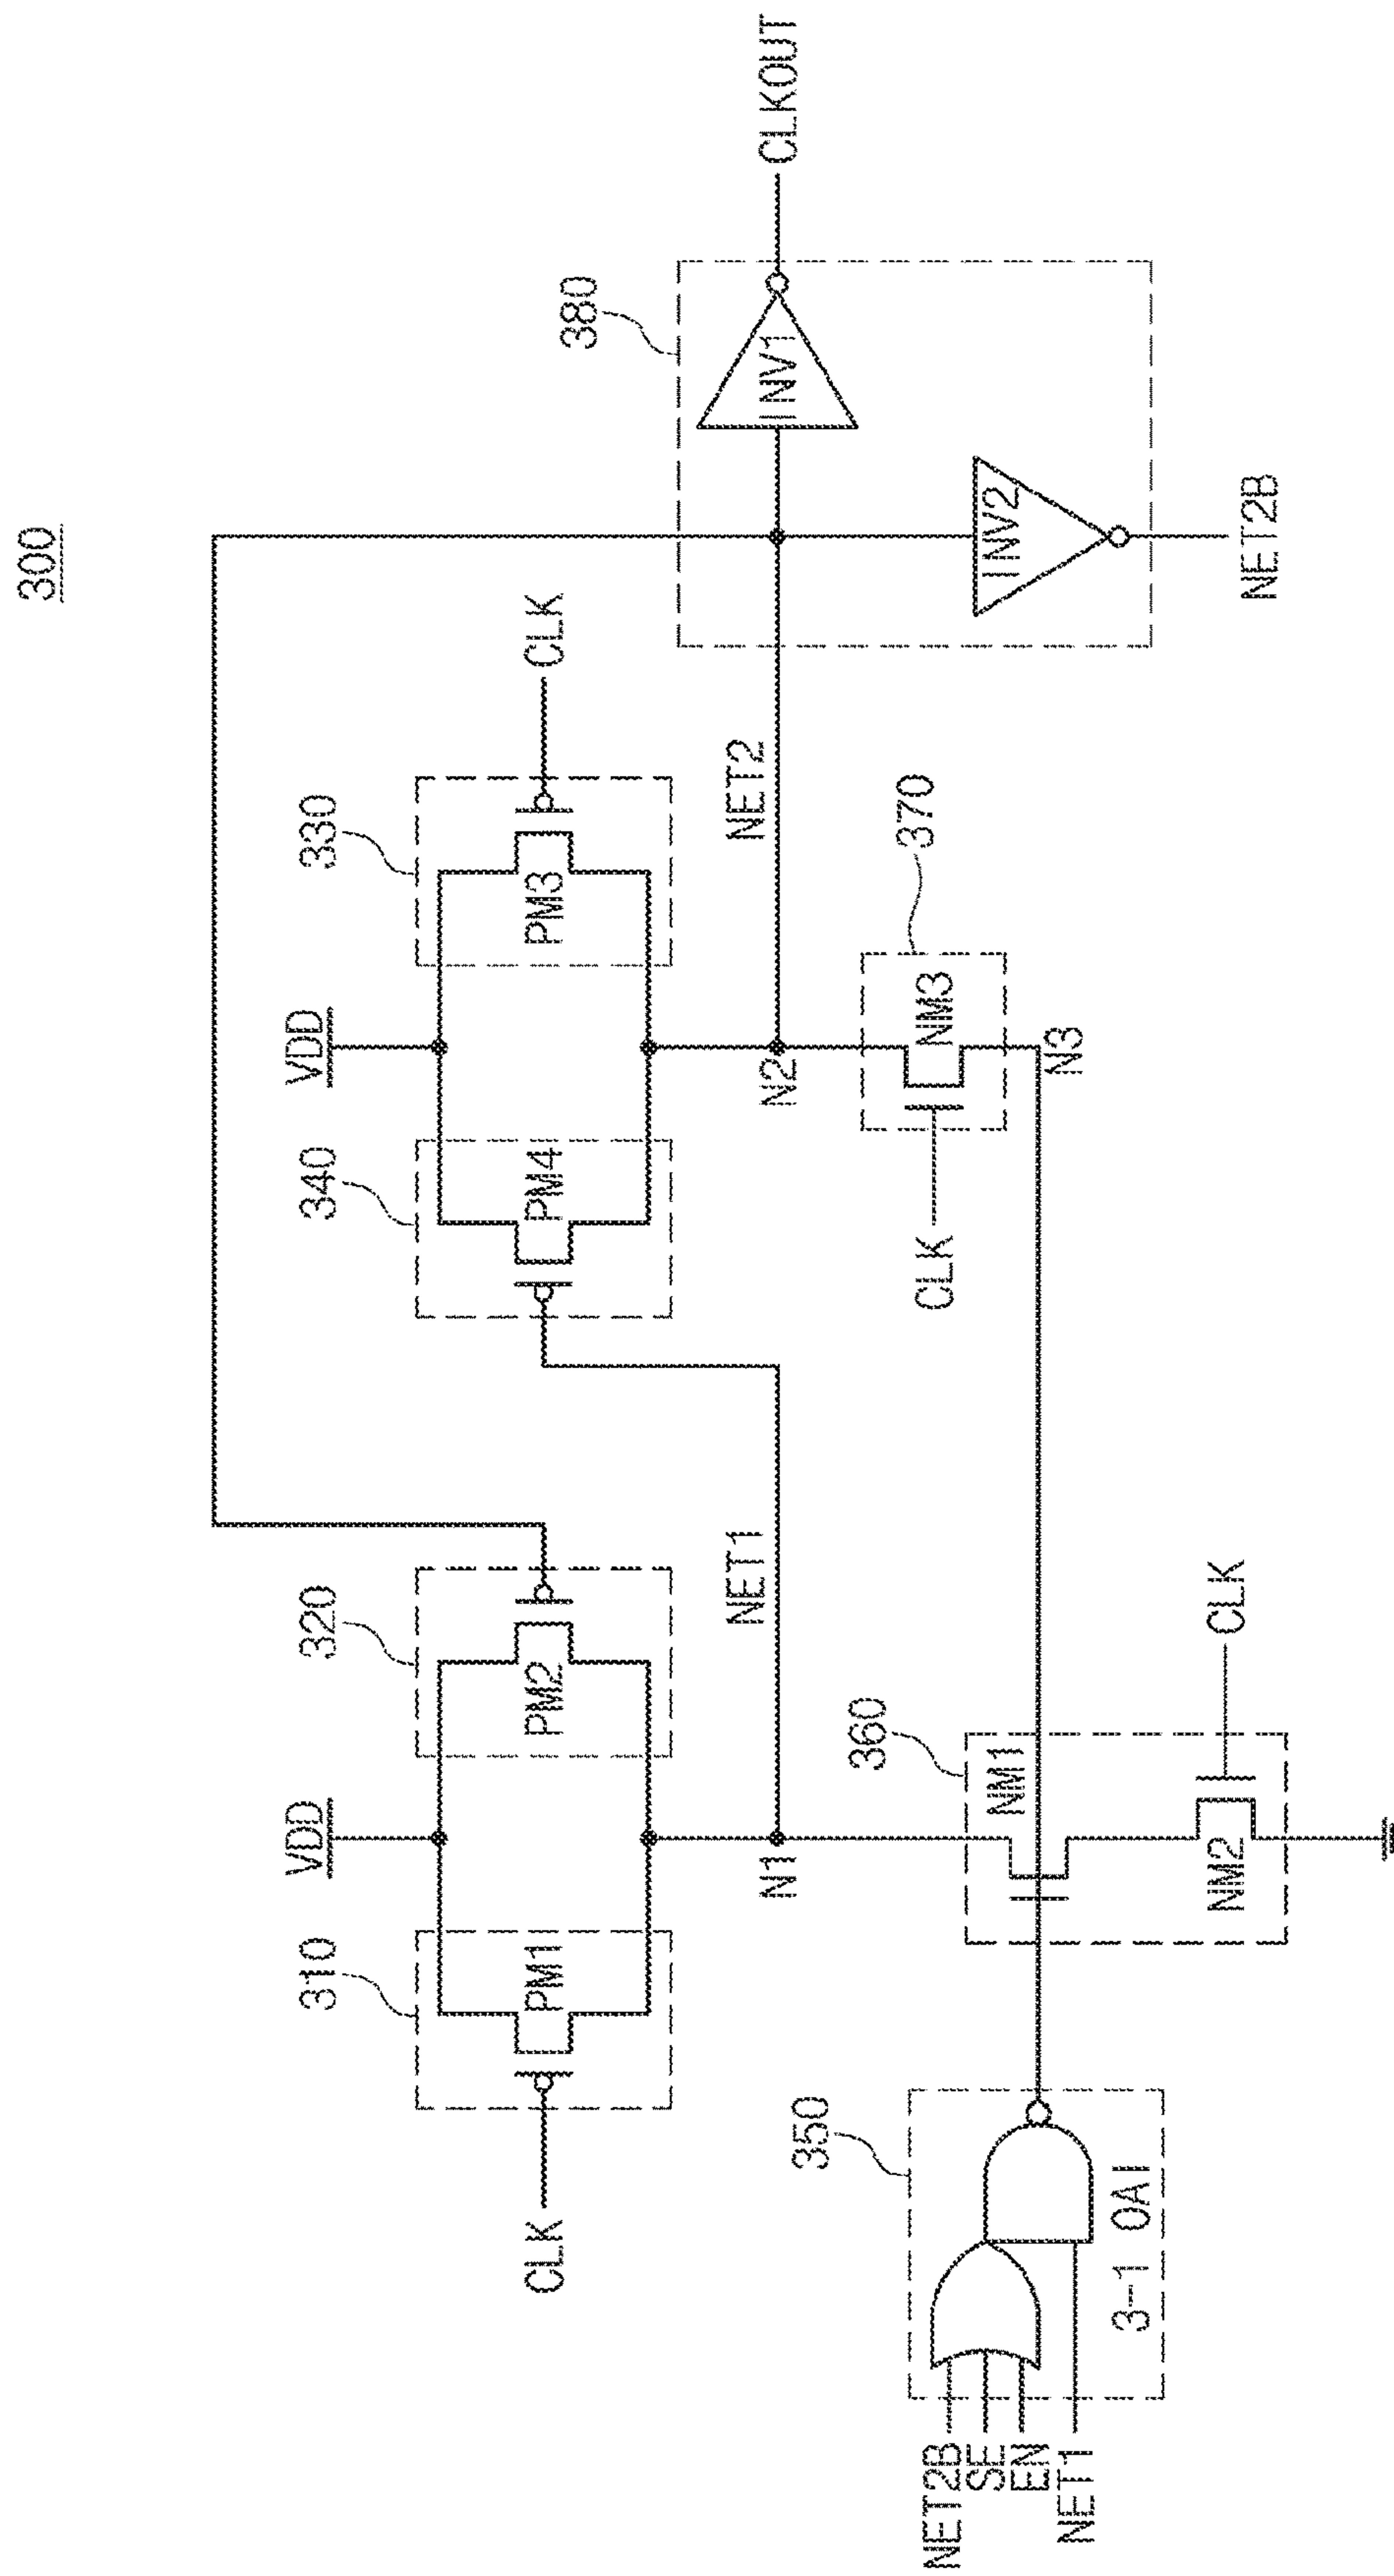 300
VDD
VDD
310
320
340
330
CLK
PM1
PM2
PM4
PM3
CLK
N1
NET1
N2
NET2
380
INV1
CLKOUT
350
360
370
NET2B
SE
EN
NET1
3-1 OAI
NM1
NM2
CLK
CLK
NM3
N3
INV2
NET2B